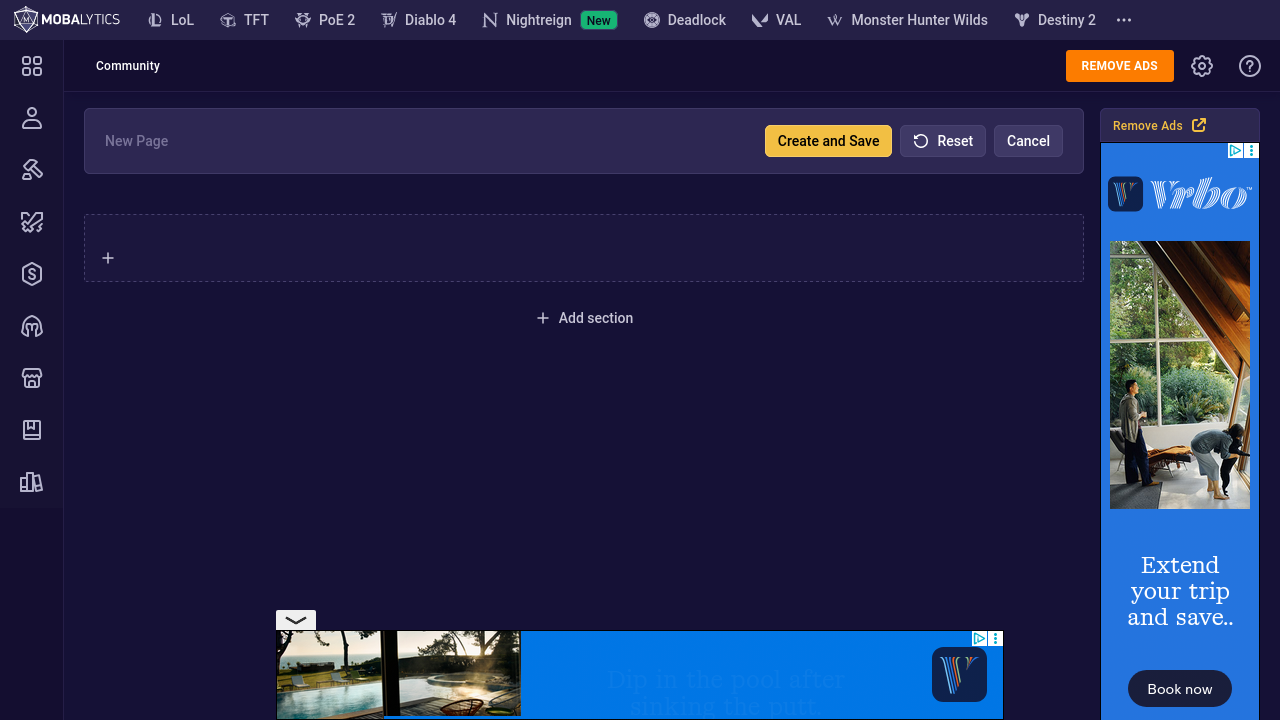 MOBALYTICS
LoL
TFT
PoE 2
Diablo 4
Nightreign New
Deadlock
VAL
Monster Hunter Wilds
Destiny 2
Community
REMOVE ADS
New Page
Create and Save
Reset
Cancel
Remove Ads
Vrbo™
Add section
Extend
your trip
and save..
Book now
Dip in the pool after
sinking the putt.